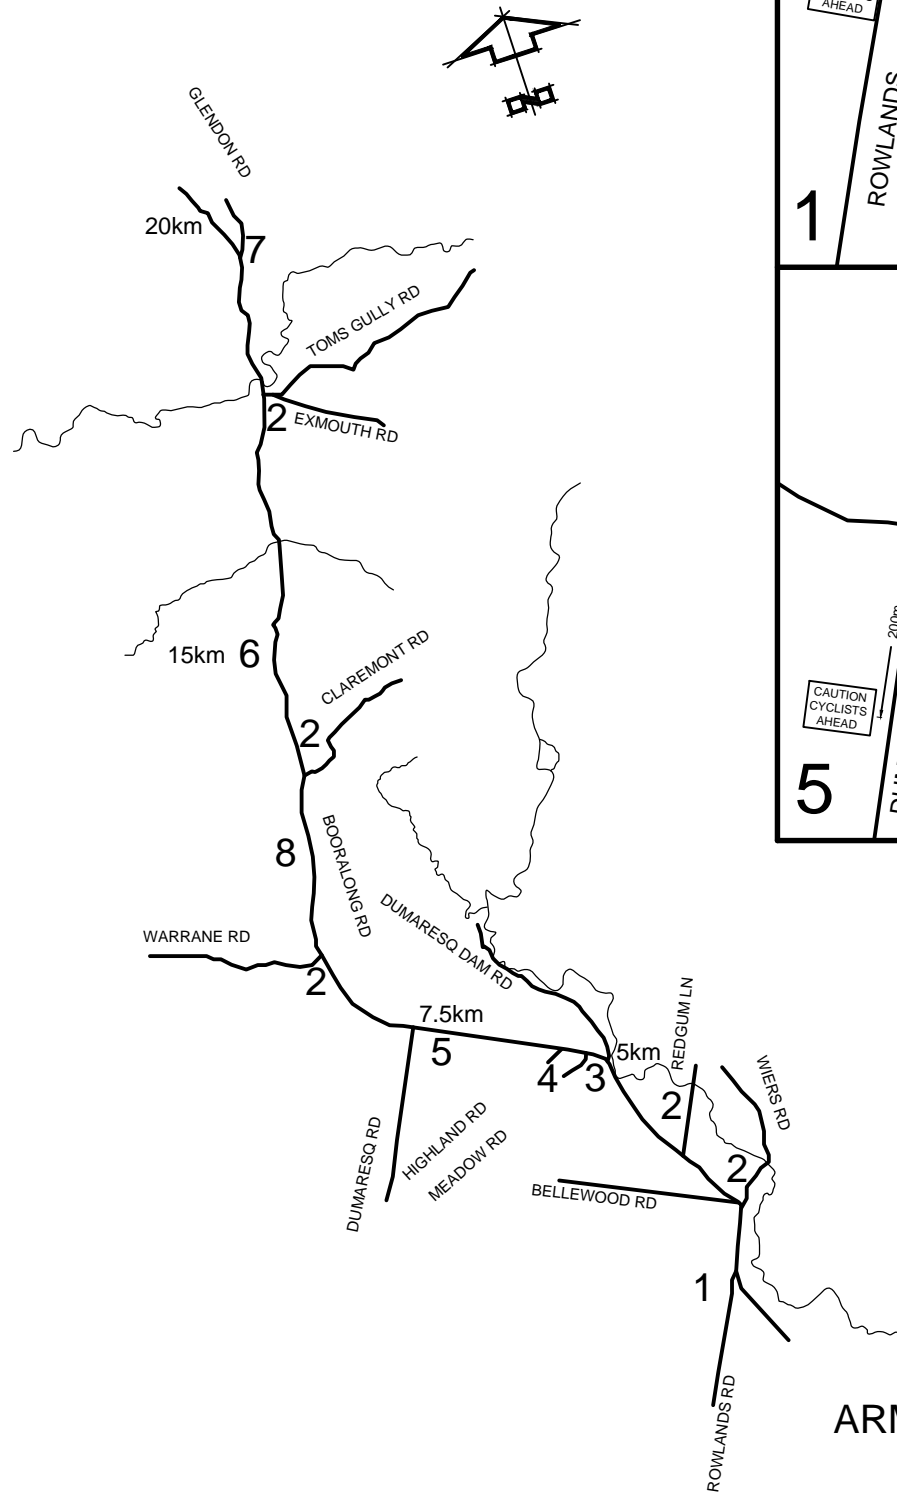 AHEAD
ROWLANDS
1
GLENDON RD
20km
7
TOMS GULLY RD
2
EXMOUTH RD
15km
6
CLAREMONT RD
2
200m
CAUTION
CYCLISTS
AHEAD
5
8
BOORALONG RD
DUMARESQ DAM RD
WARRANE RD
2
7.5km
5
4
3
5km
REDGUM LN
2
WIERS RD
2
DUMARESQ RD
HIGHLAND RD
MEADOW RD
BELLEWOOD RD
1
ROWLANDS RD